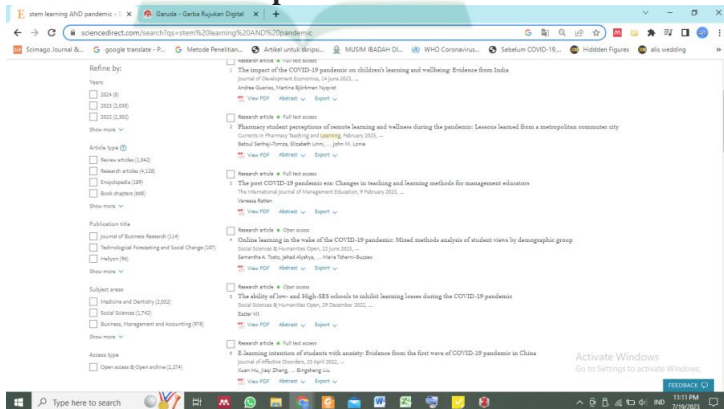 stem learning AND pandemic - S
Garuda - Garba Rujukan Digital
sciencedirect.com/search?qs=stem%20learning%20AND%20pandemic
Scimago Journal &...
google translate - P...
Metode Penelitian...
Artikel untuk skripsi...
MUSIM IBADAH DI...
WHO Coronavirus...
Sebelum COVID-19...
Hiddden Figures
alis wedding
Refine by:
Years
2024 (8)
2023 (2,030)
2022 (2,302)
Show more
Article type
Review articles (1,342)
Research articles (4,128)
Encyclopedia (189)
Book chapters (668)
Show more
Publication title
Journal of Business Research (114)
Technological Forecasting and Social Change (107)
Heliyon (96)
Show more
Subject areas
Medicine and Dentistry (2,032)
Social Sciences (1,742)
Business, Management and Accounting (978)
Show more
Access type
Open access & Open archive (2,274)
Research article Full text access
1 The impact of the COVID-19 pandemic on children's learning and wellbeing: Evidence from India
Journal of Development Economics, 14 June 2023, ...
Andrea Guariso, Martina Björkman Nyqvist
View PDF Abstract Export
Research article Full text access
2 Pharmacy student perceptions of remote learning and wellness during the pandemic: Lessons learned from a metropolitan commuter city
Currents in Pharmacy Teaching and Learning, February 2023, ...
Batoul Senhaji-Tomza, Elizabeth Unni, ... John M. Lonie
View PDF Abstract Export
Research article Full text access
3 The post COVID-19 pandemic era: Changes in teaching and learning methods for management educators
The International Journal of Management Education, 9 February 2023, ...
Vanessa Ratten
View PDF Abstract Export
Research article Open access
4 Online learning in the wake of the COVID-19 pandemic: Mixed methods analysis of student views by demographic group
Social Sciences & Humanities Open, 22 June 2023, ...
Samantha A. Tosto, Jehad Alyahya, ... Maria Tcherni-Buzzeo
View PDF Abstract Export
Research article Open access
5 The ability of low- and High-SES schools to inhibit learning losses during the COVID-19 pandemic
Social Sciences & Humanities Open, 29 December 2022, ...
Eszter Vit
View PDF Abstract Export
Research article Full text access
6 E-learning intention of students with anxiety: Evidence from the first wave of COVID-19 pandemic in China
Journal of Affective Disorders, 23 April 2022, ...
Xuan Hu, Jiaqi Zhang, ... Bingsheng Liu
View PDF Abstract Export
Activate Windows
Go to Settings to activate Windows.
FEEDBACK
Type here to search
IND
11:11 PM
7/19/2023